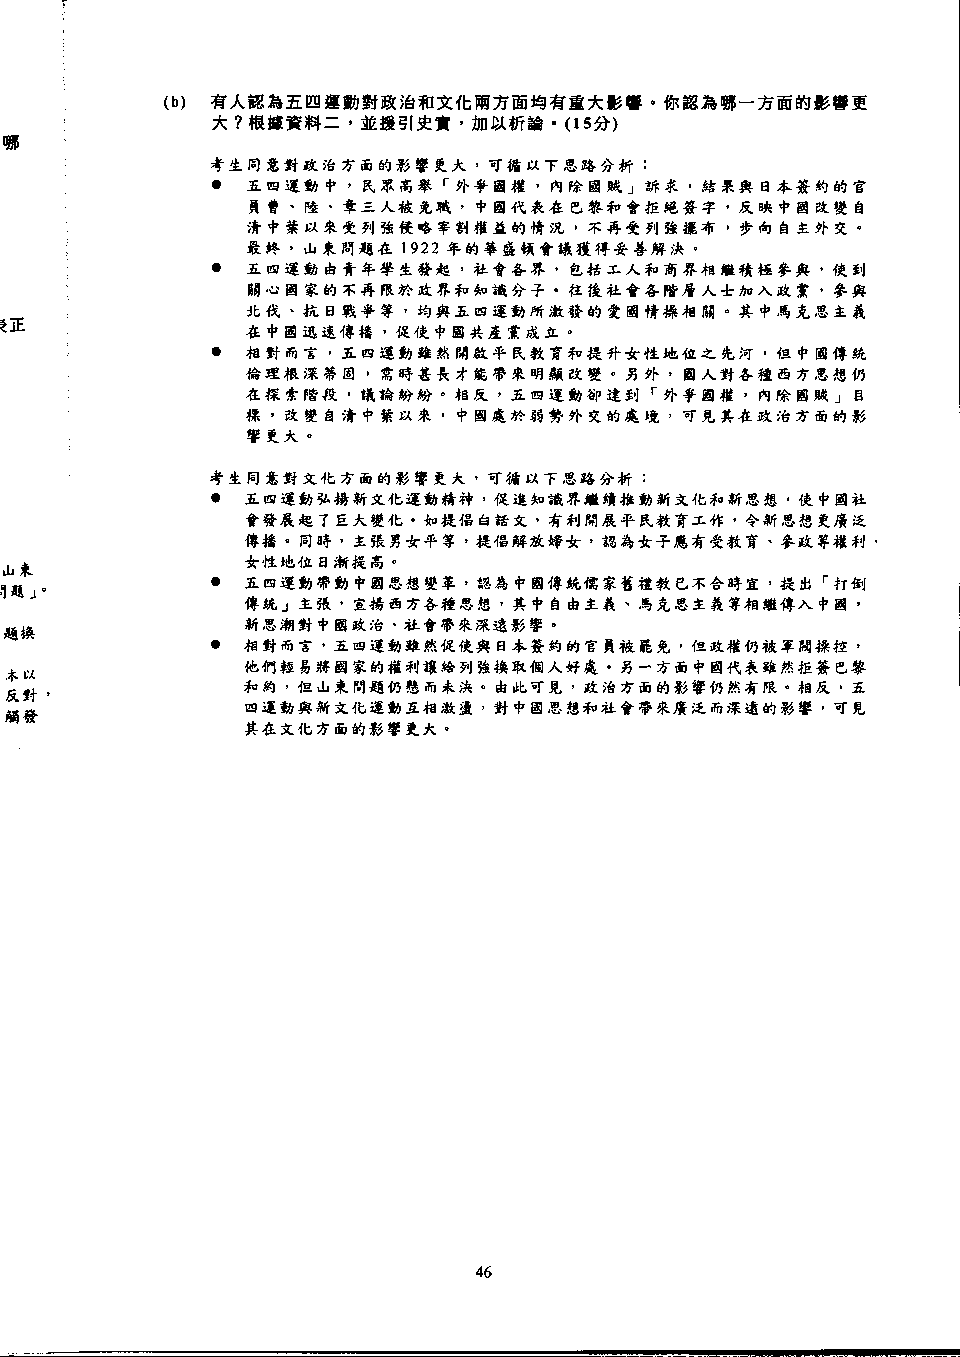 (b) 有人認為五四運動對政治和文化兩方面均有重大影響。你認為哪一方面的影響更
大？根據資料二，並援引史實，加以析論。(15分)
考生同意對政治方面的影響更大，可循以下思路分析：
● 五四運動中，民眾高舉「外爭國權，內除國賊」訴求，結果與日本簽約的官
員曹、陸、章三人被免職，中國代表在巴黎和會拒絕簽字，反映中國改變自
清中葉以來受列強侵略宰割權益的情況，不再受列強擺布，步向自主外交。
最終，山東問題在1922年的華盛頓會議獲得妥善解決。
● 五四運動由青年學生發起，社會各界，包括工人和商界相繼積極參與，使到
關心國家的不再限於政界和知識分子。往後社會各階層人士加入政黨，參與
北伐、抗日戰爭等，均與五四運動所激發的愛國情操相關。其中馬克思主義
在中國迅速傳播，促使中國共產黨成立。
● 相對而言，五四運動雖然開啟平民教育和提升女性地位之先河，但中國傳統
倫理根深蒂固，需時甚長才能帶來明顯改變。另外，國人對各種西方思想仍
在探索階段，議論紛紛。相反，五四運動卻達到「外爭國權，內除國賊」目
標，改變自清中葉以來，中國處於弱勢外交的處境，可見其在政治方面的影
響更大。
考生同意對文化方面的影響更大，可循以下思路分析：
● 五四運動弘揚新文化運動精神，促進知識界繼續推動新文化和新思想，使中國社
會發展起了巨大變化。如提倡白話文，有利開展平民教育工作，令新思想更廣泛
傳播。同時，主張男女平等，提倡解放婦女，認為女子應有受教育、參政等權利，
女性地位日漸提高。
● 五四運動帶動中國思想變革，認為中國傳統儒家舊禮教已不合時宜，提出「打倒
傳統」主張，宣揚西方各種思想，其中自由主義、馬克思主義等相繼傳入中國，
新思潮對中國政治、社會帶來深遠影響。
● 相對而言，五四運動雖然促使與日本簽約的官員被罷免，但政權仍被軍閥操控，
他們輕易將國家的權利讓給列強換取個人好處。另一方面中國代表雖然拒簽巴黎
和約，但山東問題仍懸而未決。由此可見，政治方面的影響仍然有限。相反，五
四運動與新文化運動互相激盪，對中國思想和社會帶來廣泛而深遠的影響，可見
其在文化方面的影響更大。
哪
正
山東
問題」。
題換
未以
反對，
觸發
46